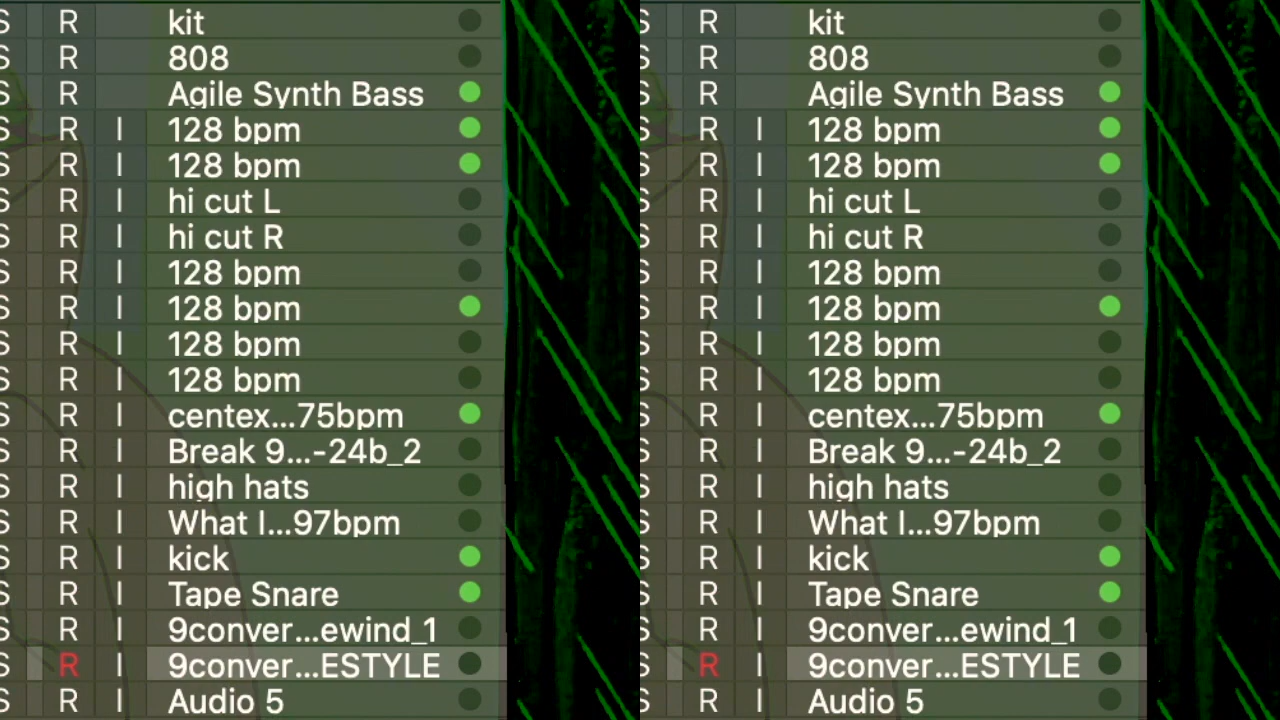 S R kit S R kit
S R 808 S R 808
S R Agile Synth Bass S R Agile Synth Bass
S R I 128 bpm S R I 128 bpm
S R I 128 bpm S R I 128 bpm
S R I hi cut L S R I hi cut L
S R I hi cut R S R I hi cut R
S R I 128 bpm S R I 128 bpm
S R I 128 bpm S R I 128 bpm
S R I 128 bpm S R I 128 bpm
S R I 128 bpm S R I 128 bpm
S R I centex...75bpm S R I centex...75bpm
S R I Break 9...-24b_2 S R I Break 9...-24b_2
S R I high hats S R I high hats
S R I What I...97bpm S R I What I...97bpm
S R I kick S R I kick
S R I Tape Snare S R I Tape Snare
S R I 9conver...ewind_1 S R I 9conver...ewind_1
S R I 9conver...ESTYLE S R I 9conver...ESTYLE
S R I Audio 5 S R I Audio 5